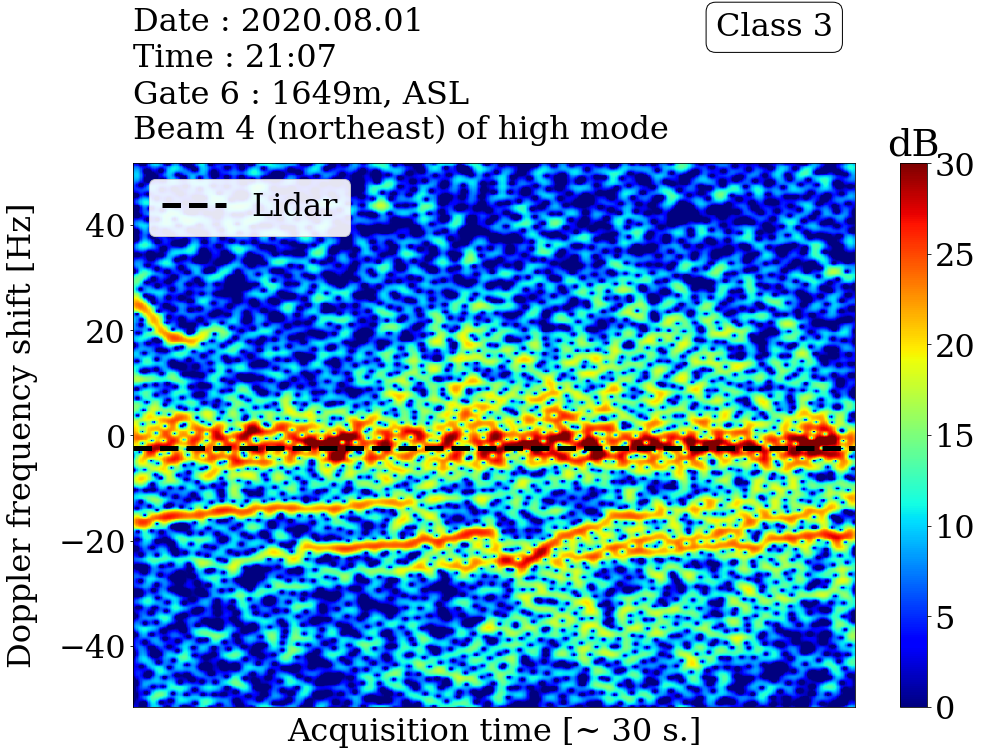 Date : 2020.08.01
Time : 21:07
Gate 6 : 1649m, ASL
Beam 4 (northeast) of high mode
Class 3
dB
Lidar
Doppler frequency shift [Hz]
40
20
0
−20
−40
30
25
20
15
10
5
0
Acquisition time [~ 30 s.]